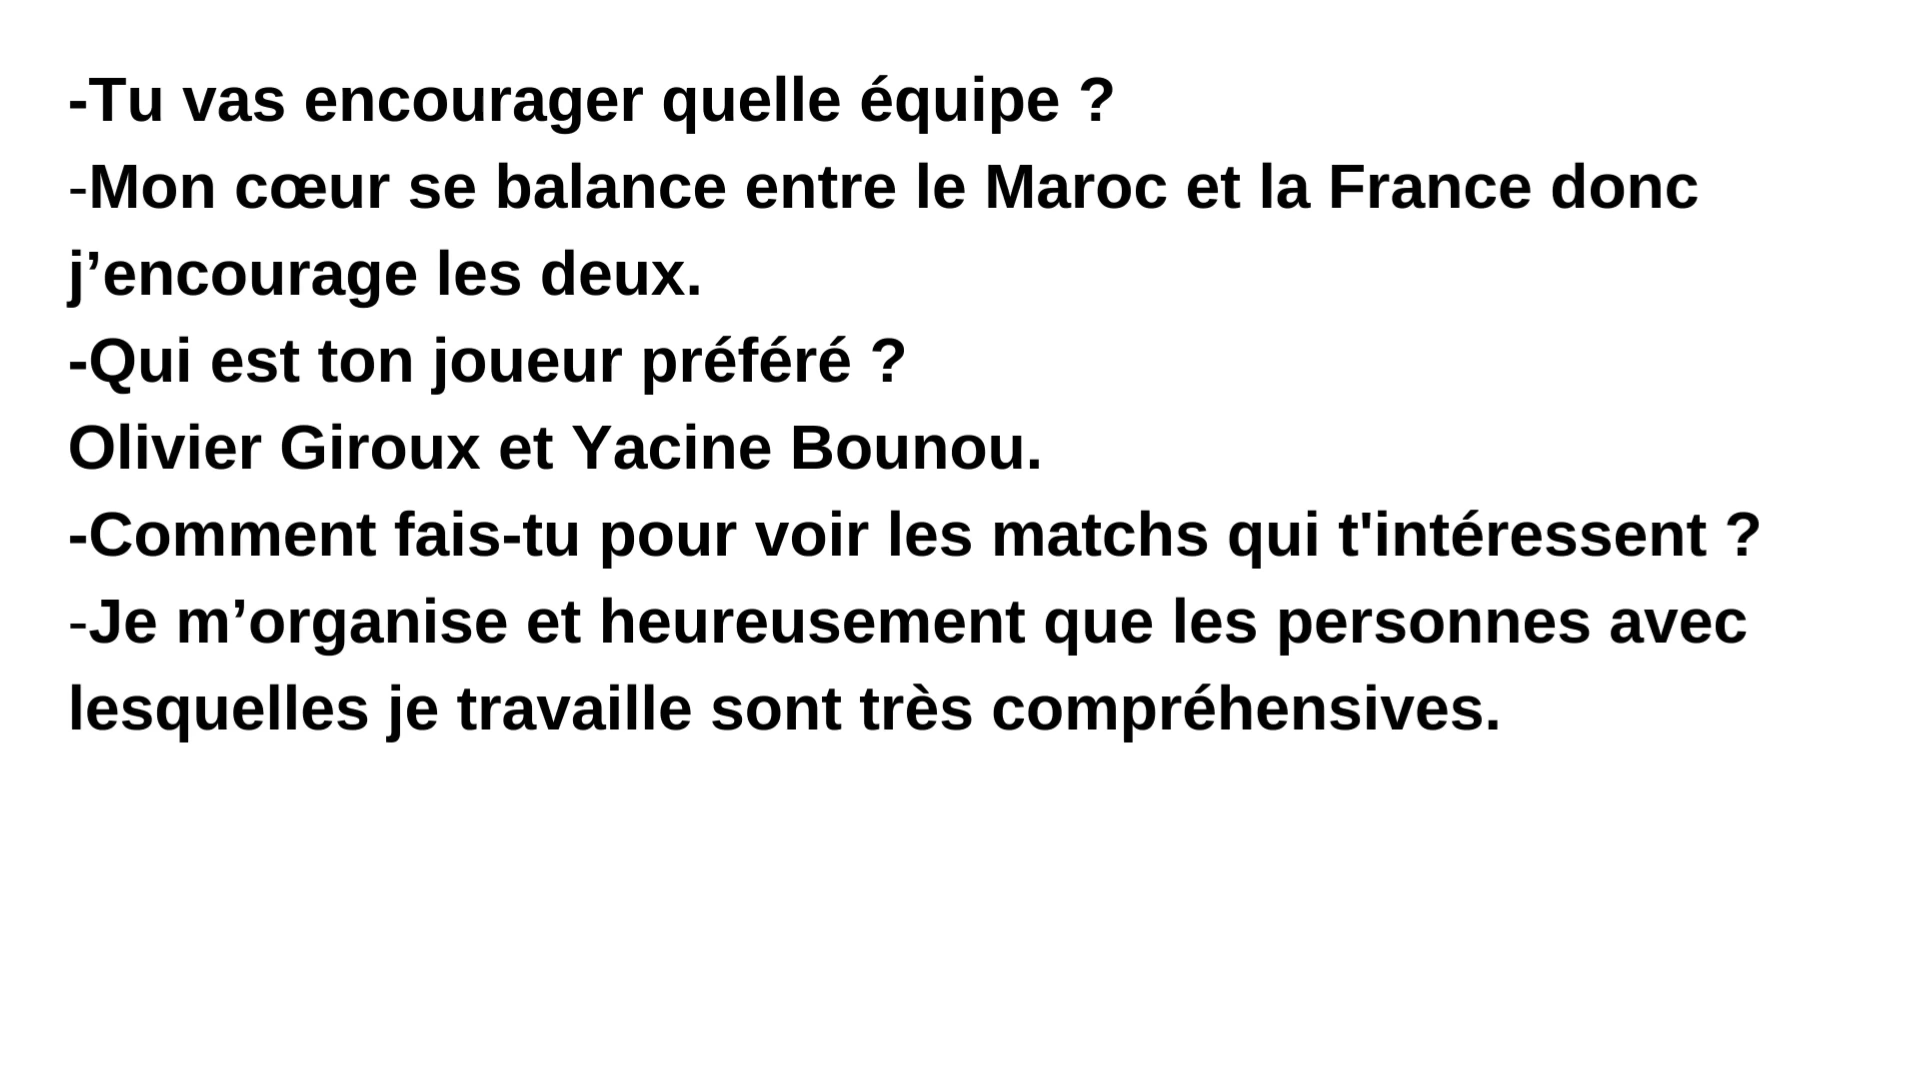 -Tu vas encourager quelle équipe ?
-Mon cœur se balance entre le Maroc et la France donc
j’encourage les deux.
-Qui est ton joueur préféré ?
Olivier Giroux et Yacine Bounou.
-Comment fais-tu pour voir les matchs qui t'intéressent ?
-Je m’organise et heureusement que les personnes avec
lesquelles je travaille sont très compréhensives.